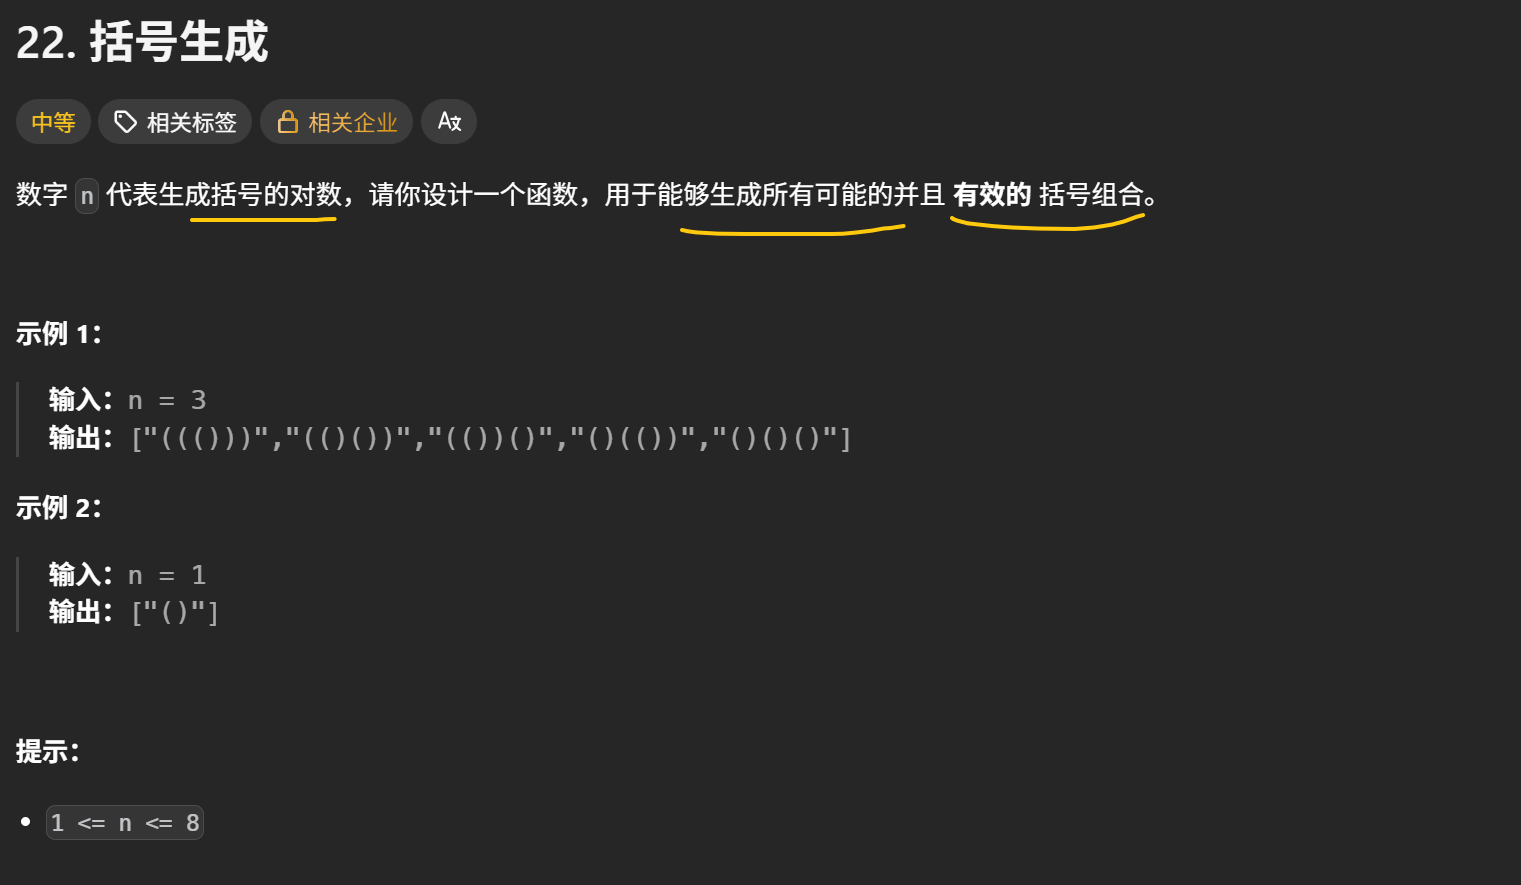 22. 括号生成
中等 相关标签 相关企业 A文
数字 n 代表生成括号的对数，请你设计一个函数，用于能够生成所有可能的并且 有效的 括号组合。
示例 1：
输入：n = 3
输出：["((()))","(()())","(())()","()(())","()()()"]
示例 2：
输入：n = 1
输出：["()"]
提示：
• 1 <= n <= 8